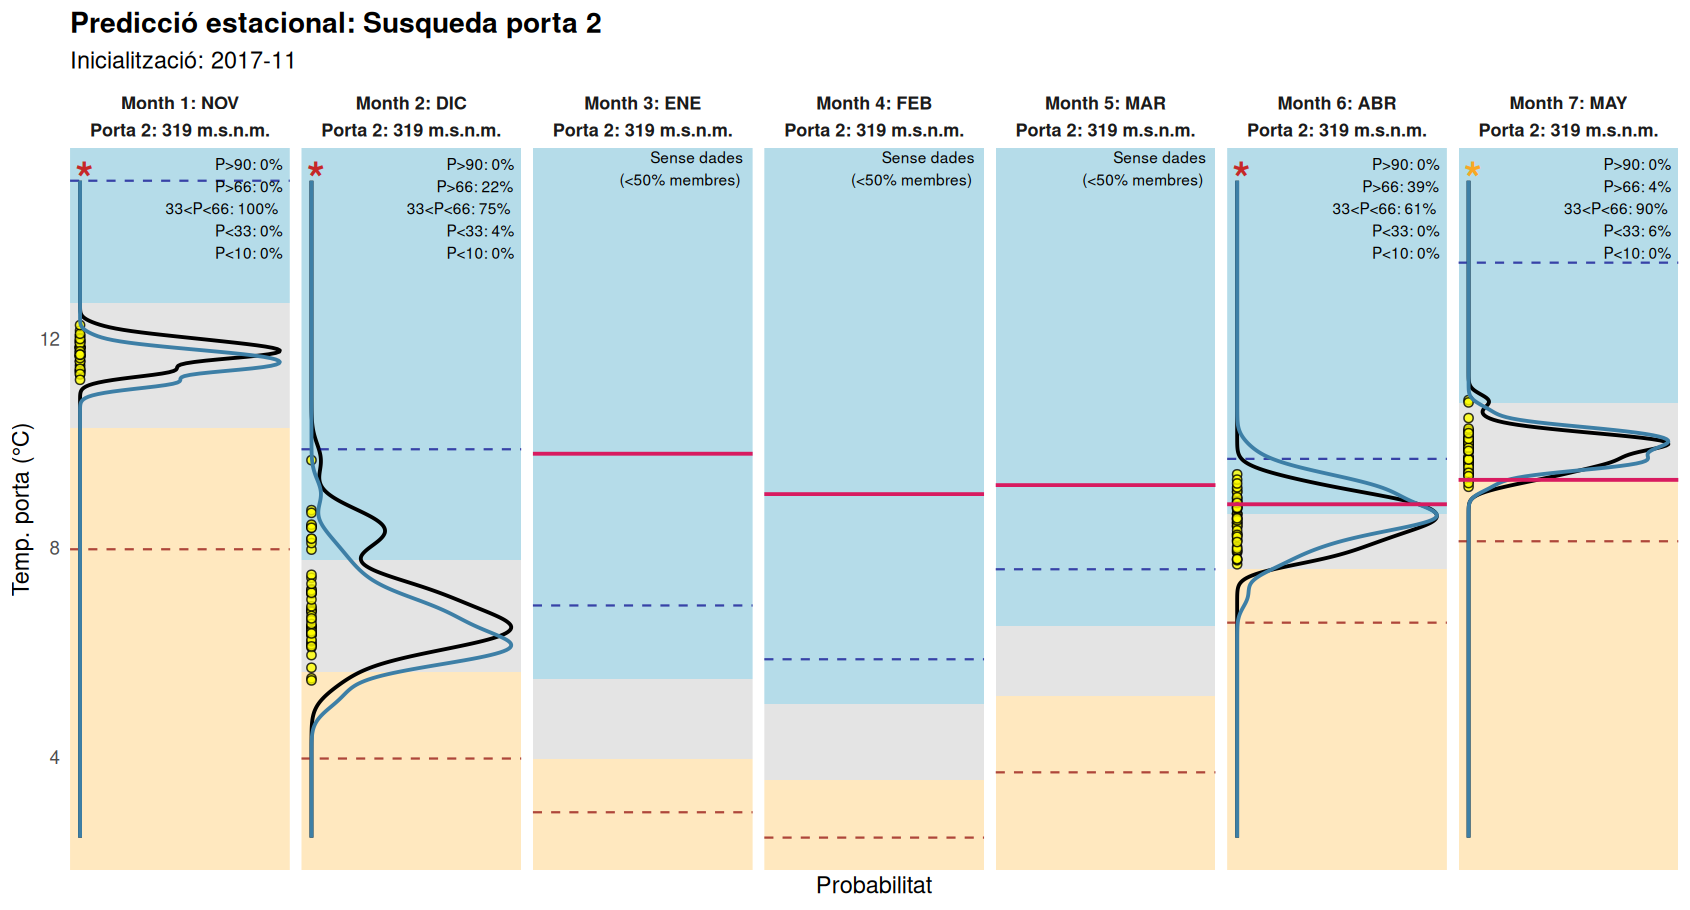 Predicció estacional: Susqueda porta 2
Inicialització: 2017-11
Month 1: NOV
Porta 2: 319 m.s.n.m.
Month 2: DIC
Porta 2: 319 m.s.n.m.
Month 3: ENE
Porta 2: 319 m.s.n.m.
Month 4: FEB
Porta 2: 319 m.s.n.m.
Month 5: MAR
Porta 2: 319 m.s.n.m.
Month 6: ABR
Porta 2: 319 m.s.n.m.
Month 7: MAY
Porta 2: 319 m.s.n.m.
*
P>90: 0%
P>66: 0%
33<P<66: 100%
P<33: 0%
P<10: 0%
*
P>90: 0%
P>66: 22%
33<P<66: 75%
P<33: 4%
P<10: 0%
Sense dades
(<50% membres)
Sense dades
(<50% membres)
Sense dades
(<50% membres)
*
P>90: 0%
P>66: 39%
33<P<66: 61%
P<33: 0%
P<10: 0%
*
P>90: 0%
P>66: 4%
33<P<66: 90%
P<33: 6%
P<10: 0%
12
8
4
Temp. porta (°C)
Probabilitat